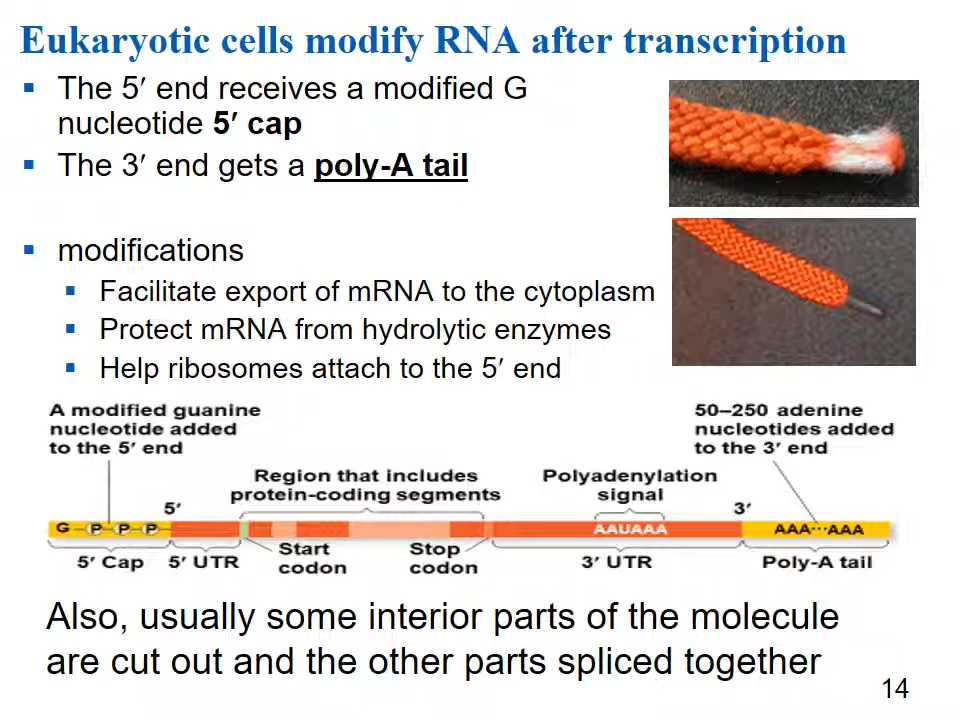 Eukaryotic cells modify RNA after transcription
▪ The 5′ end receives a modified G
nucleotide 5′ cap
▪ The 3′ end gets a poly-A tail
▪ modifications
▪ Facilitate export of mRNA to the cytoplasm
▪ Protect mRNA from hydrolytic enzymes
▪ Help ribosomes attach to the 5′ end
A modified guanine
nucleotide added
to the 5′ end
50–250 adenine
nucleotides added
to the 3′ end
Region that includes
protein-coding segments
Polyadenylation
signal
5′
3′
G P P P
AAUAAA
AAA···AAA
5′ Cap
5′ UTR
Start
codon
Stop
codon
3′ UTR
Poly-A tail
Also, usually some interior parts of the molecule
are cut out and the other parts spliced together
14